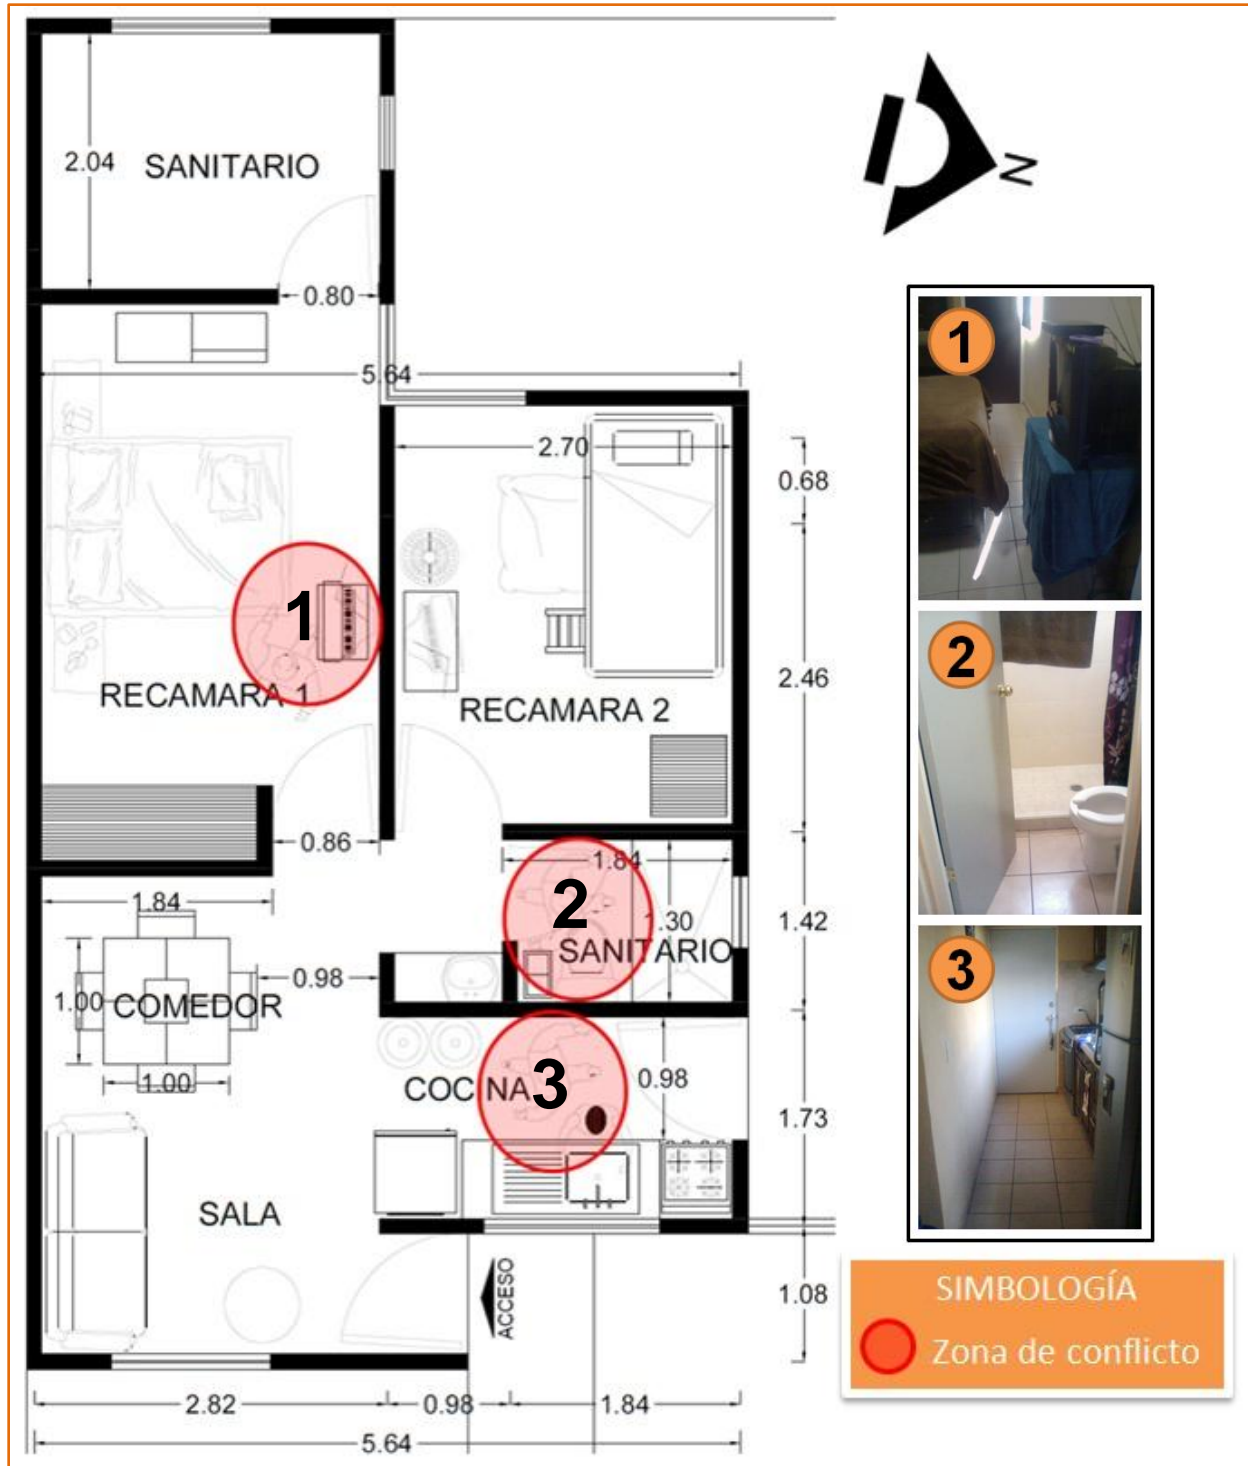 SANITARIO
2.04
0.80
5.64
2.70
0.68
1
RECAMARA 1
RECAMARA 2
2.46
0.86
1.84
2
.30
SANITARIO
1.42
1.84
0.98
1.00
COMEDOR
1.00
COCINA
3
0.98
1.73
SALA
ACCESO
1.08
2.82
0.98
1.84
5.64
N
1
2
3
SIMBOLOGÍA
Zona de conflicto